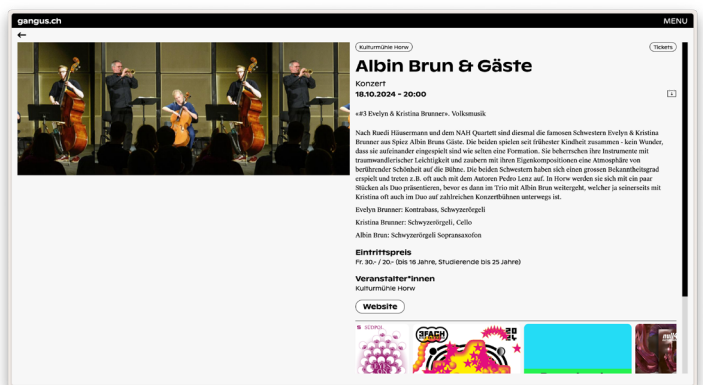 gangus.ch
MENU
←
Kulturmühle Horw
Tickets
Albin Brun & Gäste
Konzert
18.10.2024 - 20:00
«#3 Evelyn & Kristina Brunner». Volksmusik
Nach Ruedi Häusermann und dem NAH Quartett sind diesmal die famosen Schwestern Evelyn & Kristina
Brunner aus Spiez Albin Bruns Gäste. Die beiden spielen seit frühester Kindheit zusammen - kein Wunder,
dass sie aufeinander eingespielt sind wie selten eine Formation. Sie beherrschen ihre Instrumente mit
traumwandlerischer Leichtigkeit und zaubern mit ihren Eigenkompositionen eine Atmosphäre von
berührender Schönheit auf die Bühne. Die beiden Schwestern haben sich einen grossen Bekanntheitsgrad
erspielt und treten z.B. oft auch mit dem Autoren Pedro Lenz auf. In Horw werden sie sich mit ein paar
Stücken als Duo präsentieren, bevor es dann im Trio mit Albin Brun weitergeht, welcher ja seinerseits mit
Kristina oft auch im Duo auf zahlreichen Konzertbühnen unterwegs ist.
Evelyn Brunner: Kontrabass, Schwyzerörgeli
Kristina Brunner: Schwyzerörgeli, Cello
Albin Brun: Schwyzerörgeli Sopransaxofon
Eintrittspreis
Fr. 30.- / 20.- (bis 16 Jahre, Studierende bis 25 Jahre)
Veranstalter*innen
Kulturmühle Horw
Website
3FACH